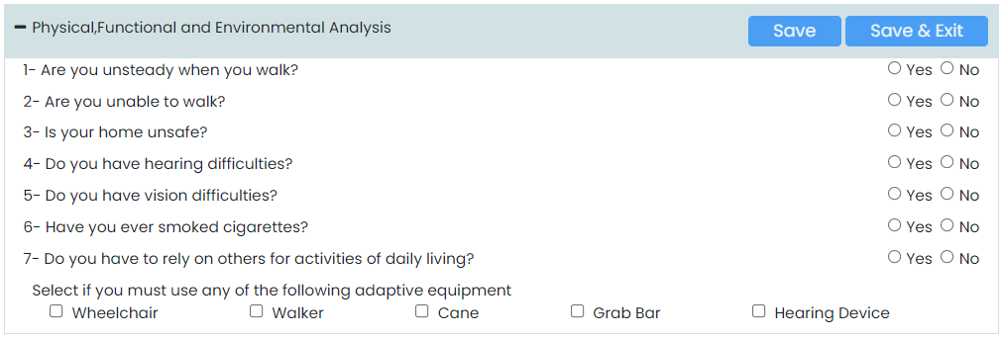 Physical,Functional and Environmental Analysis Save Save & Exit
1- Are you unsteady when you walk? Yes No
2- Are you unable to walk? Yes No
3- Is your home unsafe? Yes No
4- Do you have hearing difficulties? Yes No
5- Do you have vision difficulties? Yes No
6- Have you ever smoked cigarettes? Yes No
7- Do you have to rely on others for activities of daily living? Yes No
Select if you must use any of the following adaptive equipment
Wheelchair Walker Cane Grab Bar Hearing Device